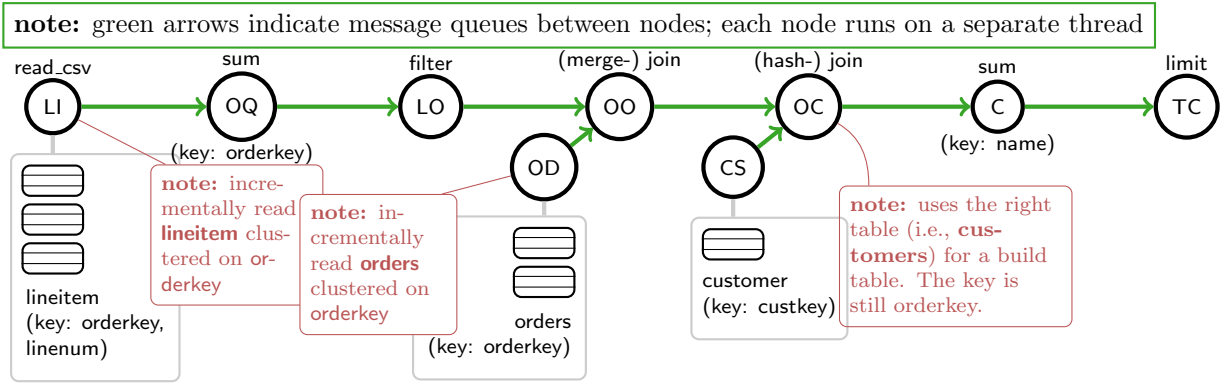 note: green arrows indicate message queues between nodes; each node runs on a separate thread
read_csv
sum
filter
(merge-) join
(hash-) join
sum
limit
LI
OQ
LO
OO
OC
C
TC
(key: orderkey)
(key: name)
OD
CS
note: incre-
mentally read
lineitem clus-
tered on or-
derkey
note: in-
crementally
read orders
clustered on
orderkey
note: uses the right
table (i.e., cus-
tomers) for a build
table. The key is
still orderkey.
lineitem
(key: orderkey,
linenum)
orders
(key: orderkey)
customer
(key: custkey)